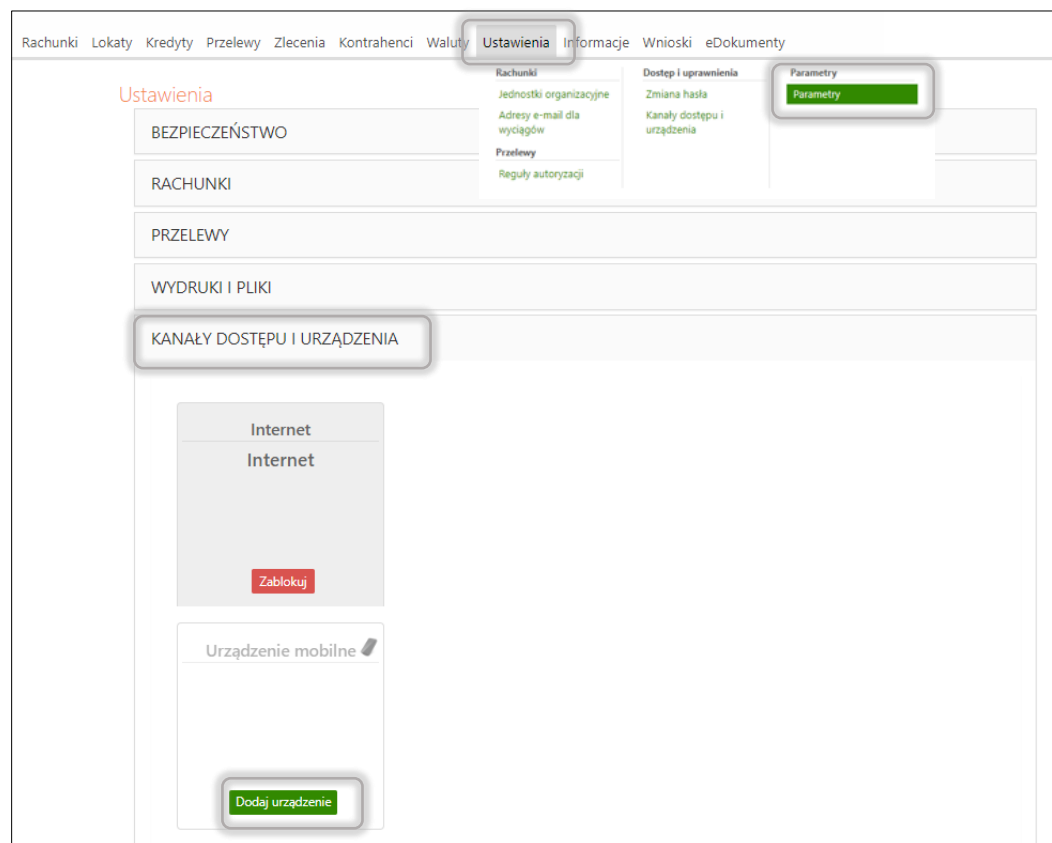 Rachunki Lokaty Kredyty Przelewy Zlecenia Kontrahenci Waluty Ustawienia Informacje Wnioski eDokumenty
Rachunki
Jednostki organizacyjne
Adresy e-mail dla
wyciągów
Przelewy
Reguły autoryzacji
Dostęp i uprawnienia
Zmiana hasła
Kanały dostępu i
urządzenia
Parametry
Parametry
Ustawienia
BEZPIECZEŃSTWO
RACHUNKI
PRZELEWY
WYDRUKI I PLIKI
KANAŁY DOSTĘPU I URZĄDZENIA
Internet
Internet
Zablokuj
Urządzenie mobilne
Dodaj urządzenie